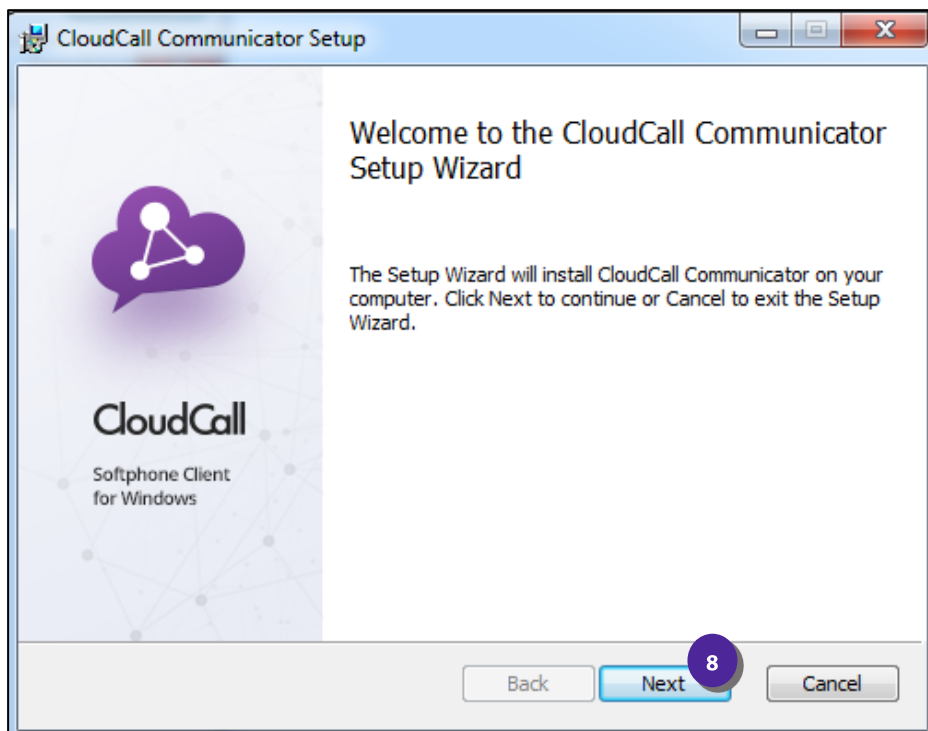 CloudCall Communicator Setup
Welcome to the CloudCall Communicator
Setup Wizard
The Setup Wizard will install CloudCall Communicator on your
computer. Click Next to continue or Cancel to exit the Setup
Wizard.
CloudCall
Softphone Client
for Windows
8
Back
Next
Cancel